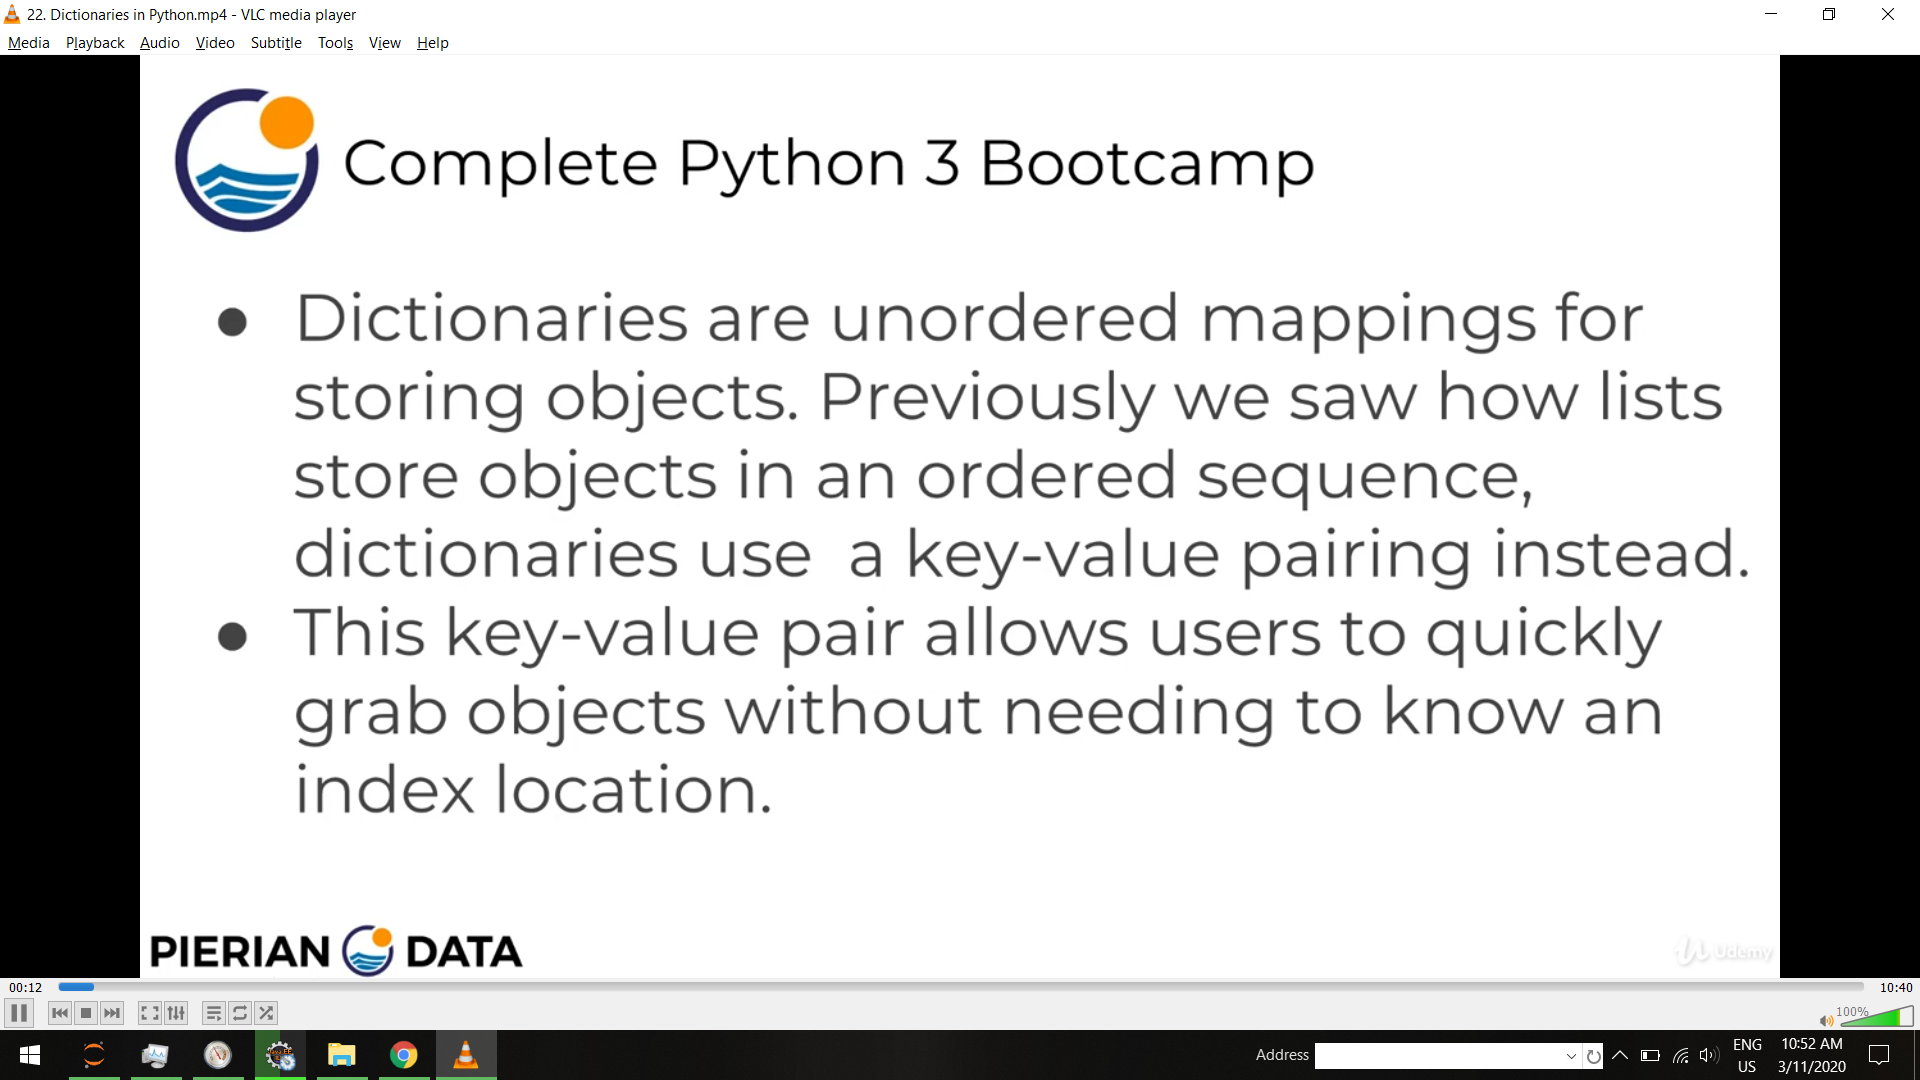 22. Dictionaries in Python.mp4 - VLC media player
Media Playback Audio Video Subtitle Tools View Help
Complete Python 3 Bootcamp
● Dictionaries are unordered mappings for
storing objects. Previously we saw how lists
store objects in an ordered sequence,
dictionaries use  a key-value pairing instead.
● This key-value pair allows users to quickly
grab objects without needing to know an
index location.
PIERIAN DATA
Udemy
00:12
10:40
100%
Address
ENG
US
10:52 AM
3/11/2020